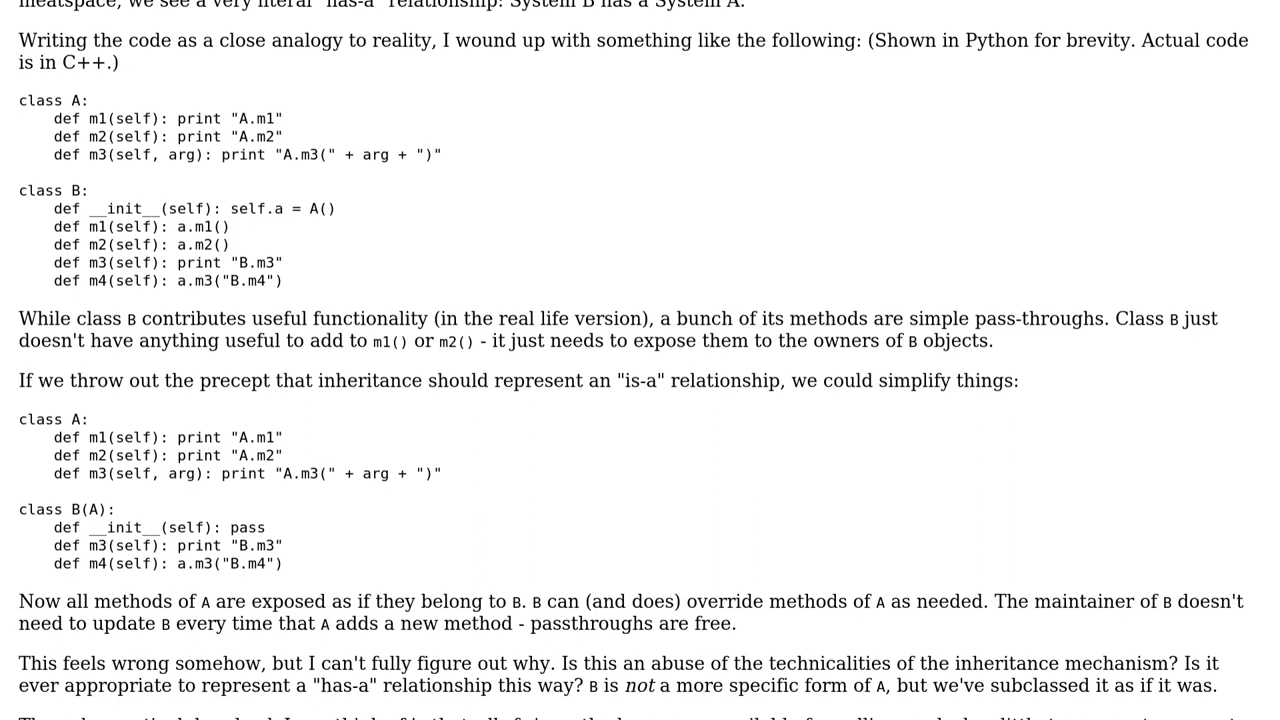 meatspace, we see a very literal "has-a" relationship: System B has a System A.
Writing the code as a close analogy to reality, I wound up with something like the following: (Shown in Python for brevity. Actual code
is in C++.)
class A:
    def m1(self): print "A.m1"
    def m2(self): print "A.m2"
    def m3(self, arg): print "A.m3(" + arg + ")"
class B:
    def __init__(self): self.a = A()
    def m1(self): a.m1()
    def m2(self): a.m2()
    def m3(self): print "B.m3"
    def m4(self): a.m3("B.m4")
While class B contributes useful functionality (in the real life version), a bunch of its methods are simple pass-throughs. Class B just
doesn't have anything useful to add to m1() or m2() - it just needs to expose them to the owners of B objects.
If we throw out the precept that inheritance should represent an "is-a" relationship, we could simplify things:
class A:
    def m1(self): print "A.m1"
    def m2(self): print "A.m2"
    def m3(self, arg): print "A.m3(" + arg + ")"
class B(A):
    def __init__(self): pass
    def m3(self): print "B.m3"
    def m4(self): a.m3("B.m4")
Now all methods of A are exposed as if they belong to B. B can (and does) override methods of A as needed. The maintainer of B doesn't
need to update B every time that A adds a new method - passthroughs are free.
This feels wrong somehow, but I can't fully figure out why. Is this an abuse of the technicalities of the inheritance mechanism? Is it
ever appropriate to represent a "has-a" relationship this way? B is not a more specific form of A, but we've subclassed it as if it was.